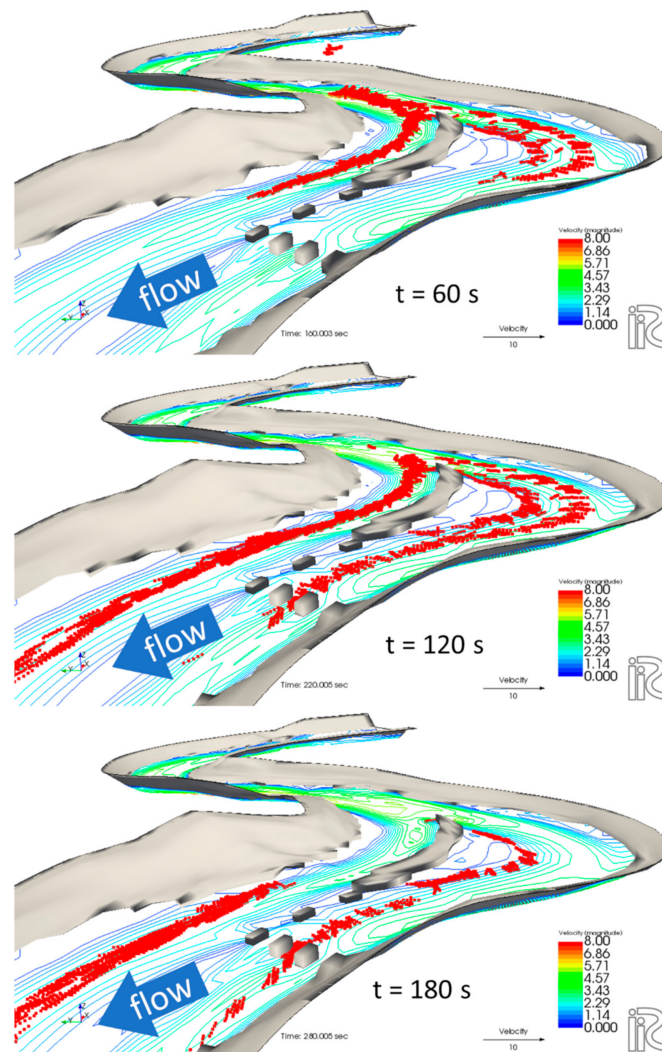 Velocity (magnitude)
8.00
6.86
5.71
4.57
3.43
2.29
1.14
0.000
flow
t = 60 s
Time: 160.003 sec
Velocity
10
Z
Y
X
iRiC
Velocity (magnitude)
8.00
6.86
5.71
4.57
3.43
2.29
1.14
0.000
flow
t = 120 s
Time: 220.005 sec
Velocity
10
Z
Y
X
Velocity (magnitude)
8.00
6.86
5.71
4.57
3.43
2.29
1.14
0.000
flow
t = 180 s
Time: 280.005 sec
Velocity
10
Z
Y
X